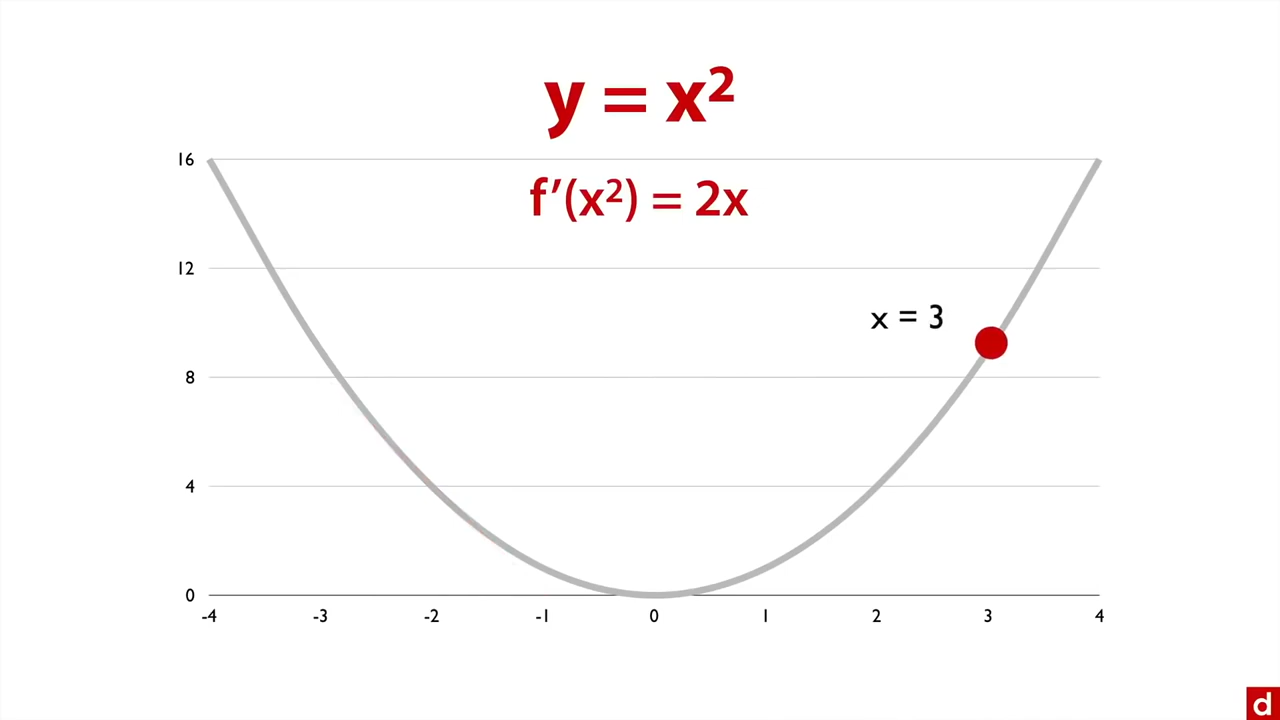 y = x²
16
f′(x²) = 2x
12
x = 3
8
4
0
-4 -3 -2 -1 0 1 2 3 4
d